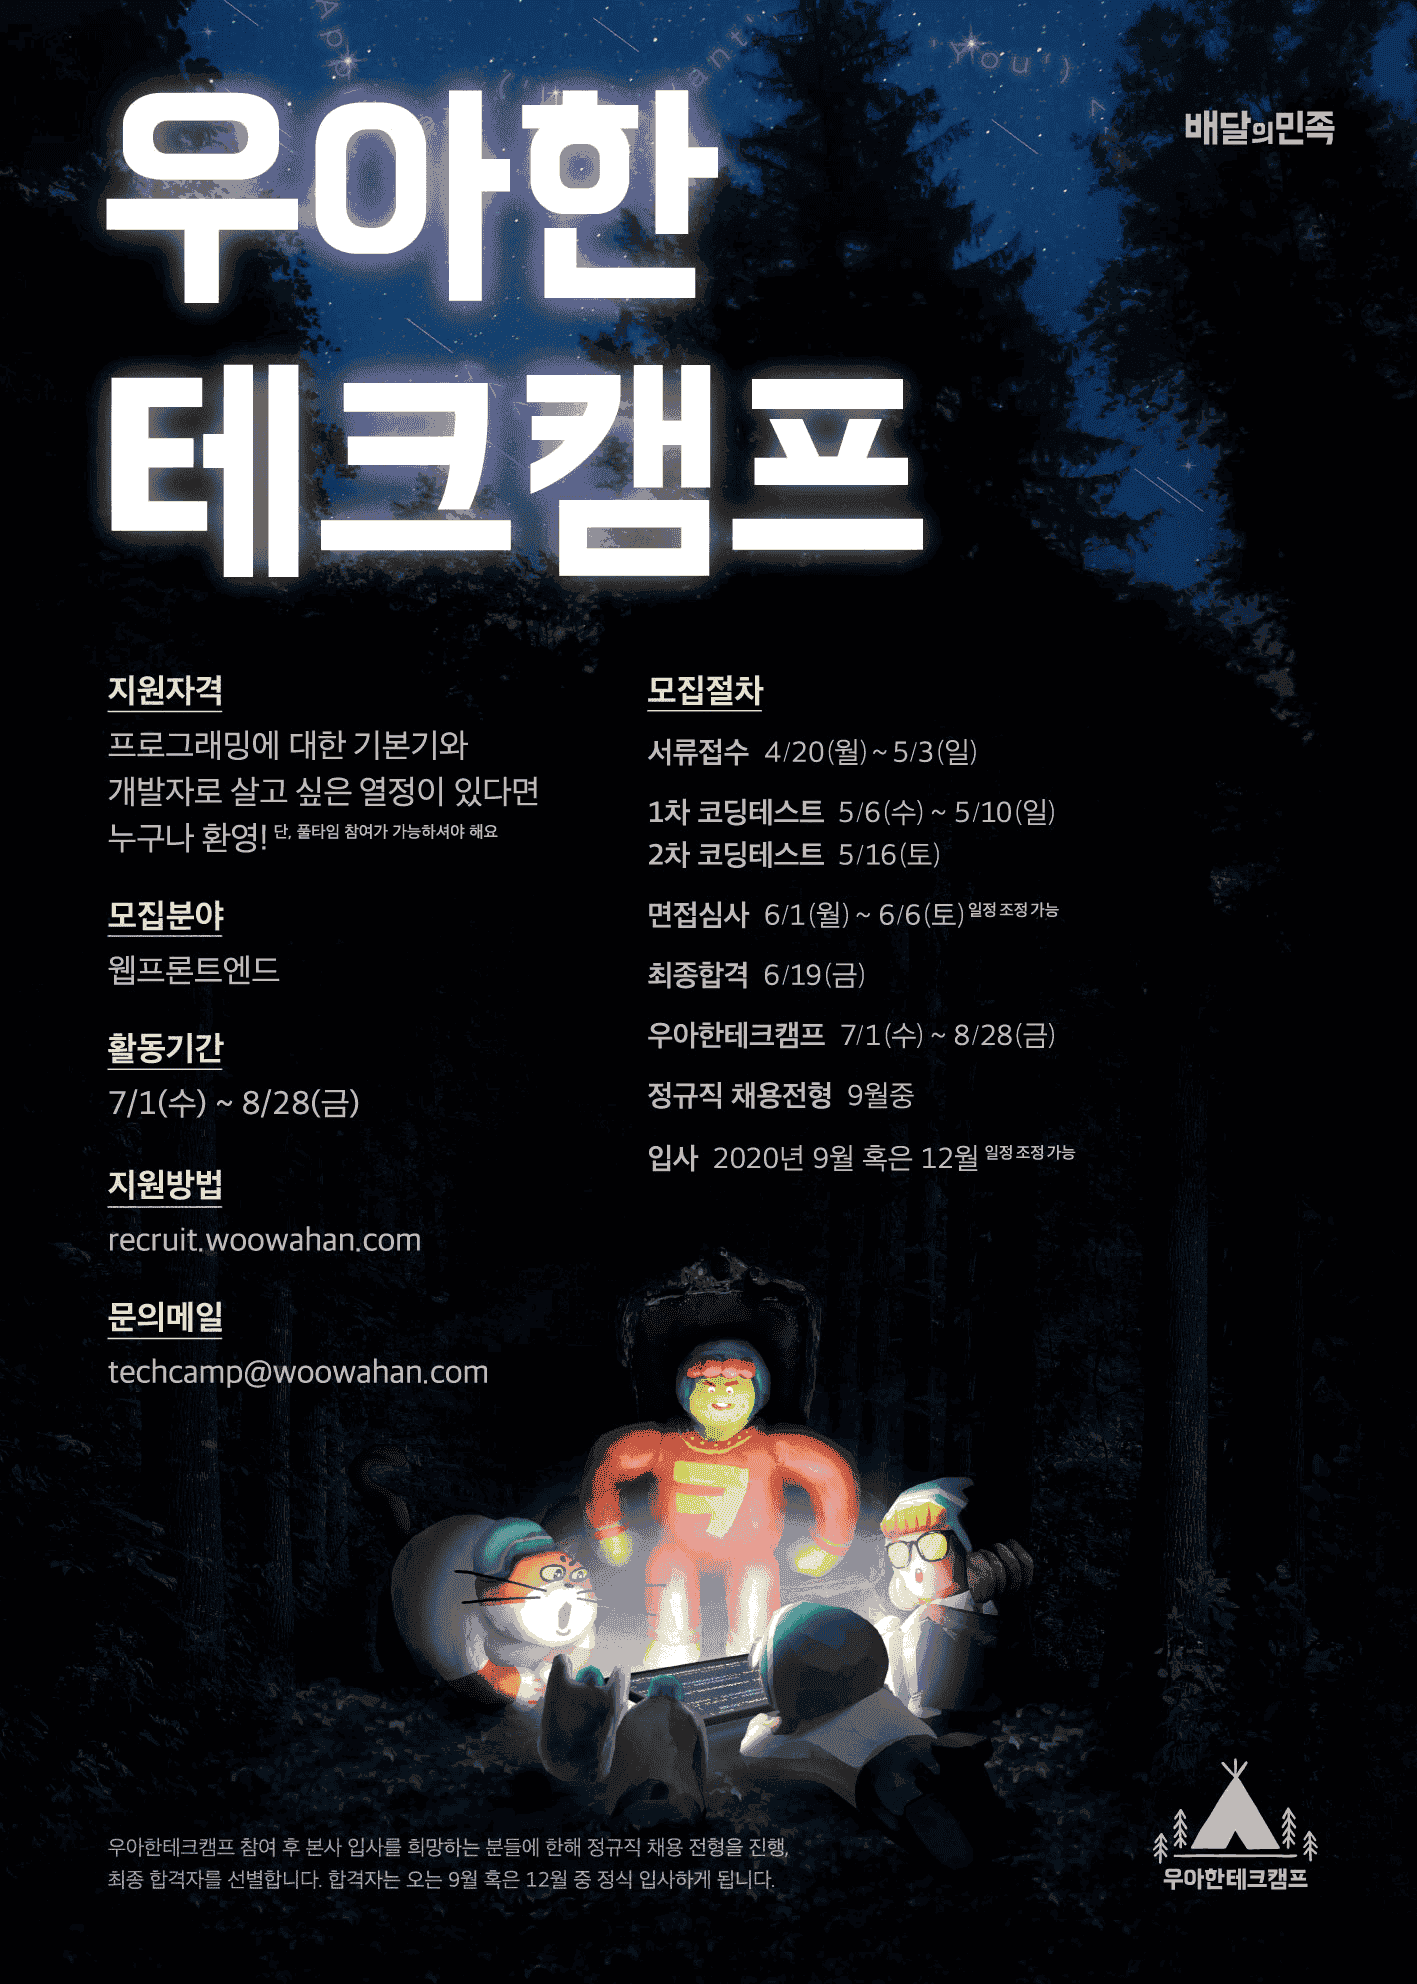 우아한
테크캠프
배달의민족
지원자격
프로그래밍에 대한 기본기와
개발자로 살고 싶은 열정이 있다면
누구나 환영! 단, 풀타임 참여가 가능하셔야 해요
모집분야
웹프론트엔드
활동기간
7/1(수) ~ 8/28(금)
지원방법
recruit.woowahan.com
문의메일
techcamp@woowahan.com
모집절차
서류접수 4/20(월) ~ 5/3(일)
1차 코딩테스트 5/6(수) ~ 5/10(일)
2차 코딩테스트 5/16(토)
면접심사 6/1(월) ~ 6/6(토) 일정 조정 가능
최종합격 6/19(금)
우아한테크캠프 7/1(수) ~ 8/28(금)
정규직 채용전형 9월중
입사 2020년 9월 혹은 12월 일정 조정 가능
ㅋ
우아한테크캠프 참여 후 본사 입사를 희망하는 분들에 한해 정규직 채용 전형을 진행,
최종 합격자를 선별합니다. 합격자는 오는 9월 혹은 12월 중 정식 입사하게 됩니다.
우아한테크캠프